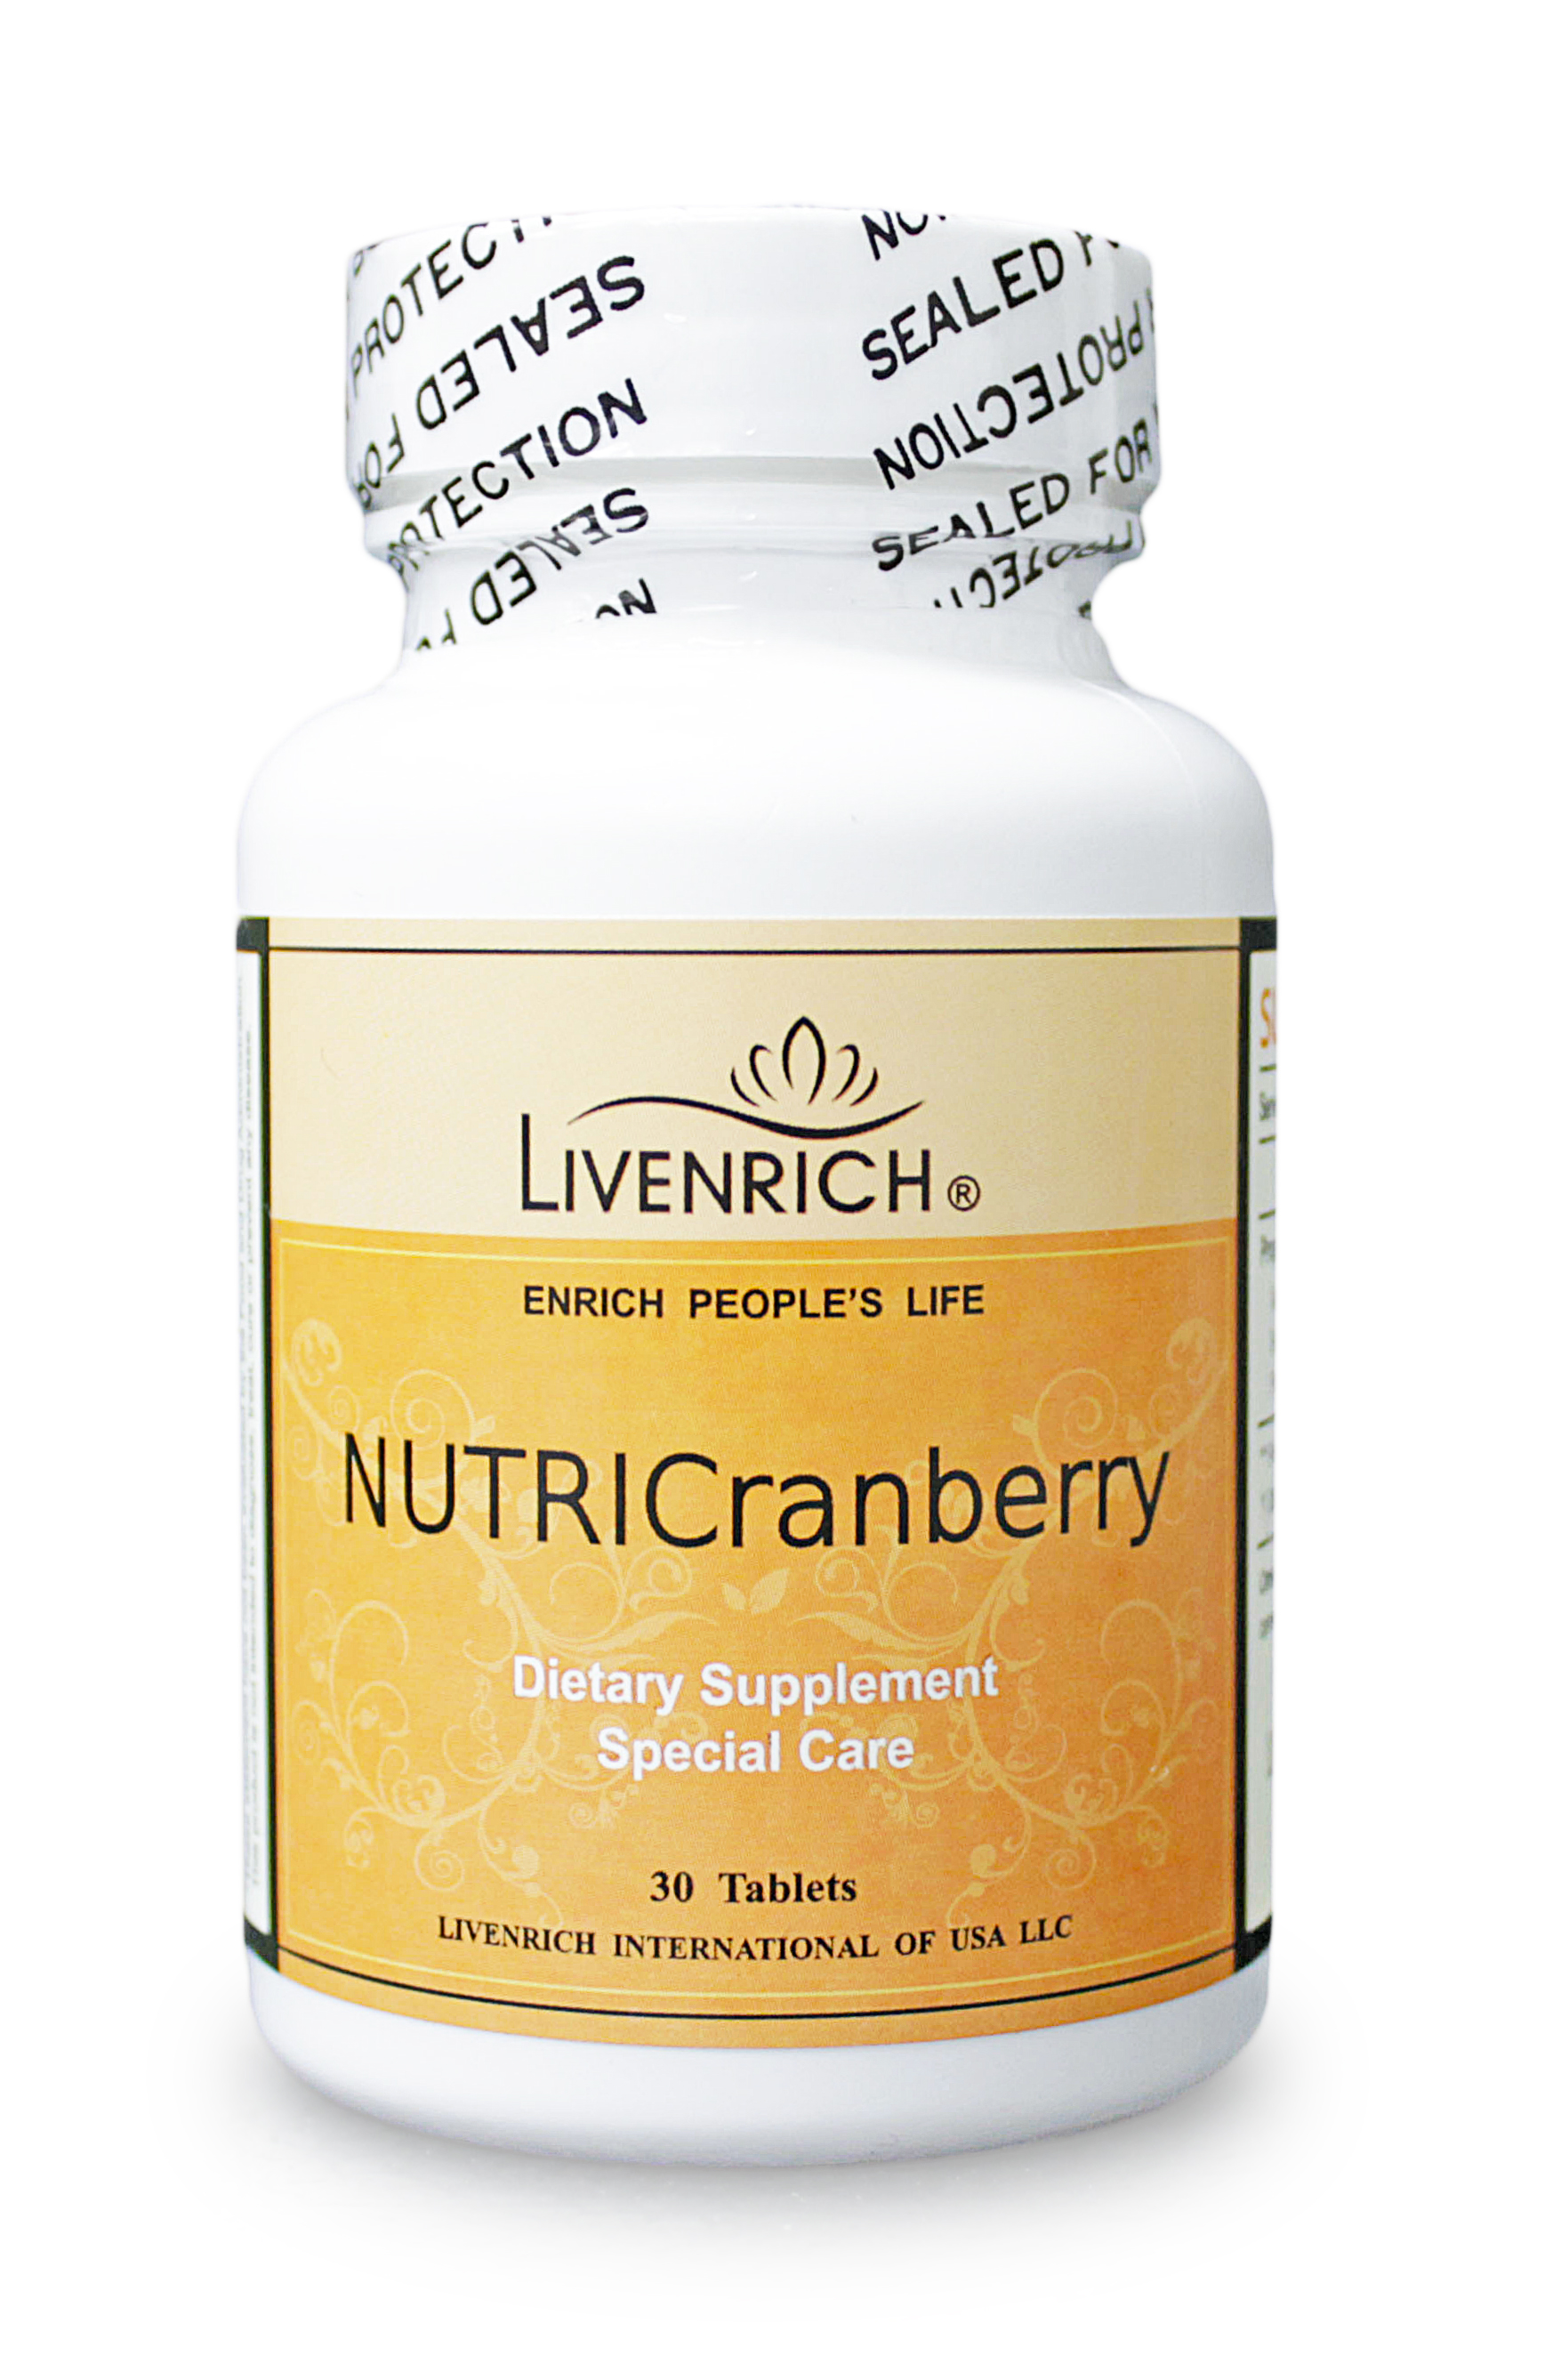 PROTECTION
SEALED FOR
PROTECTION
SEALED
SEALED
PROTECTION
SEALED FOR
LIVENRICH®
ENRICH PEOPLE'S LIFE
NUTRICranberry
Dietary Supplement
Special Care
30 Tablets
LIVENRICH INTERNATIONAL OF USA LLC